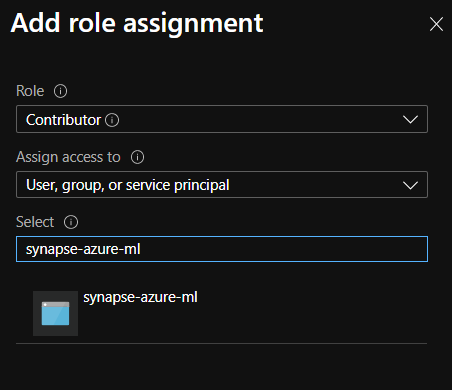 Add role assignment
Role
Contributor
Assign access to
User, group, or service principal
Select
synapse-azure-ml
synapse-azure-ml